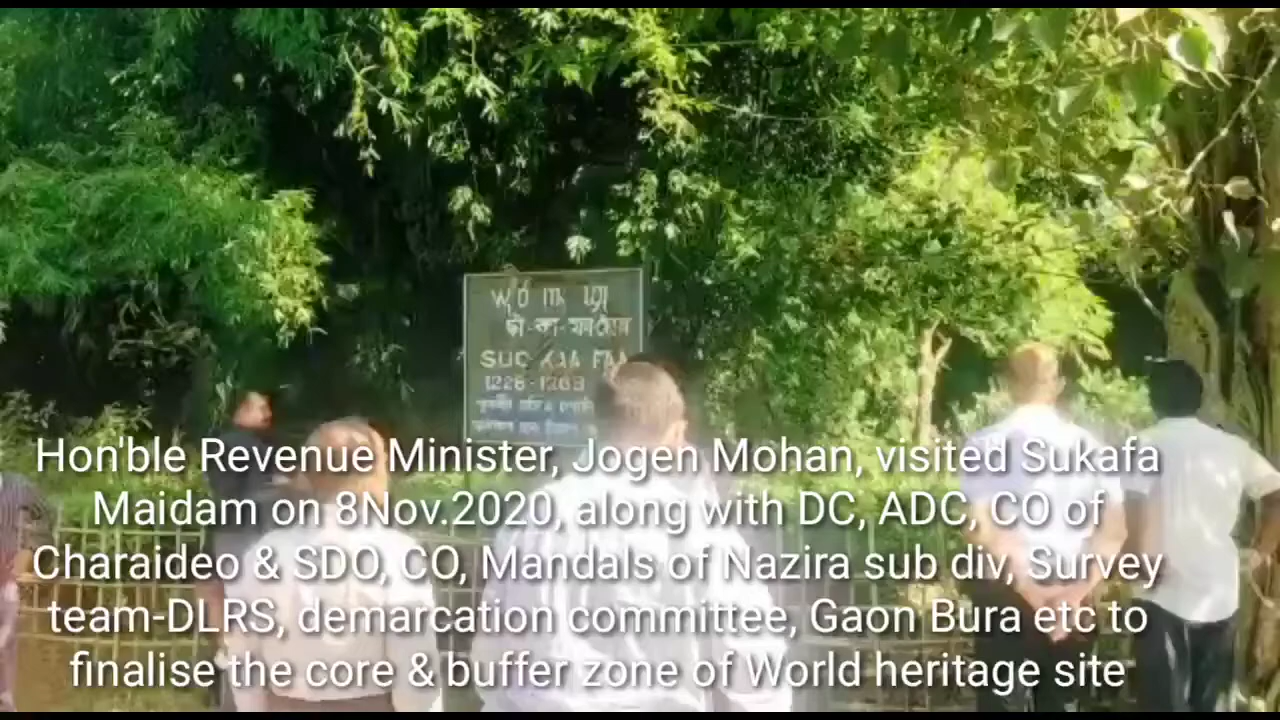 চাও-কা-ফা
SUC KAA FAA
1228 - 1268
Hon'ble Revenue Minister, Jogen Mohan, visited Sukafa
Maidam on 8Nov.2020, along with DC, ADC, CO of
Charaideo & SDO, CO, Mandals of Nazira sub div, Survey
team-DLRS, demarcation committee, Gaon Bura etc to
finalise the core & buffer zone of World heritage site